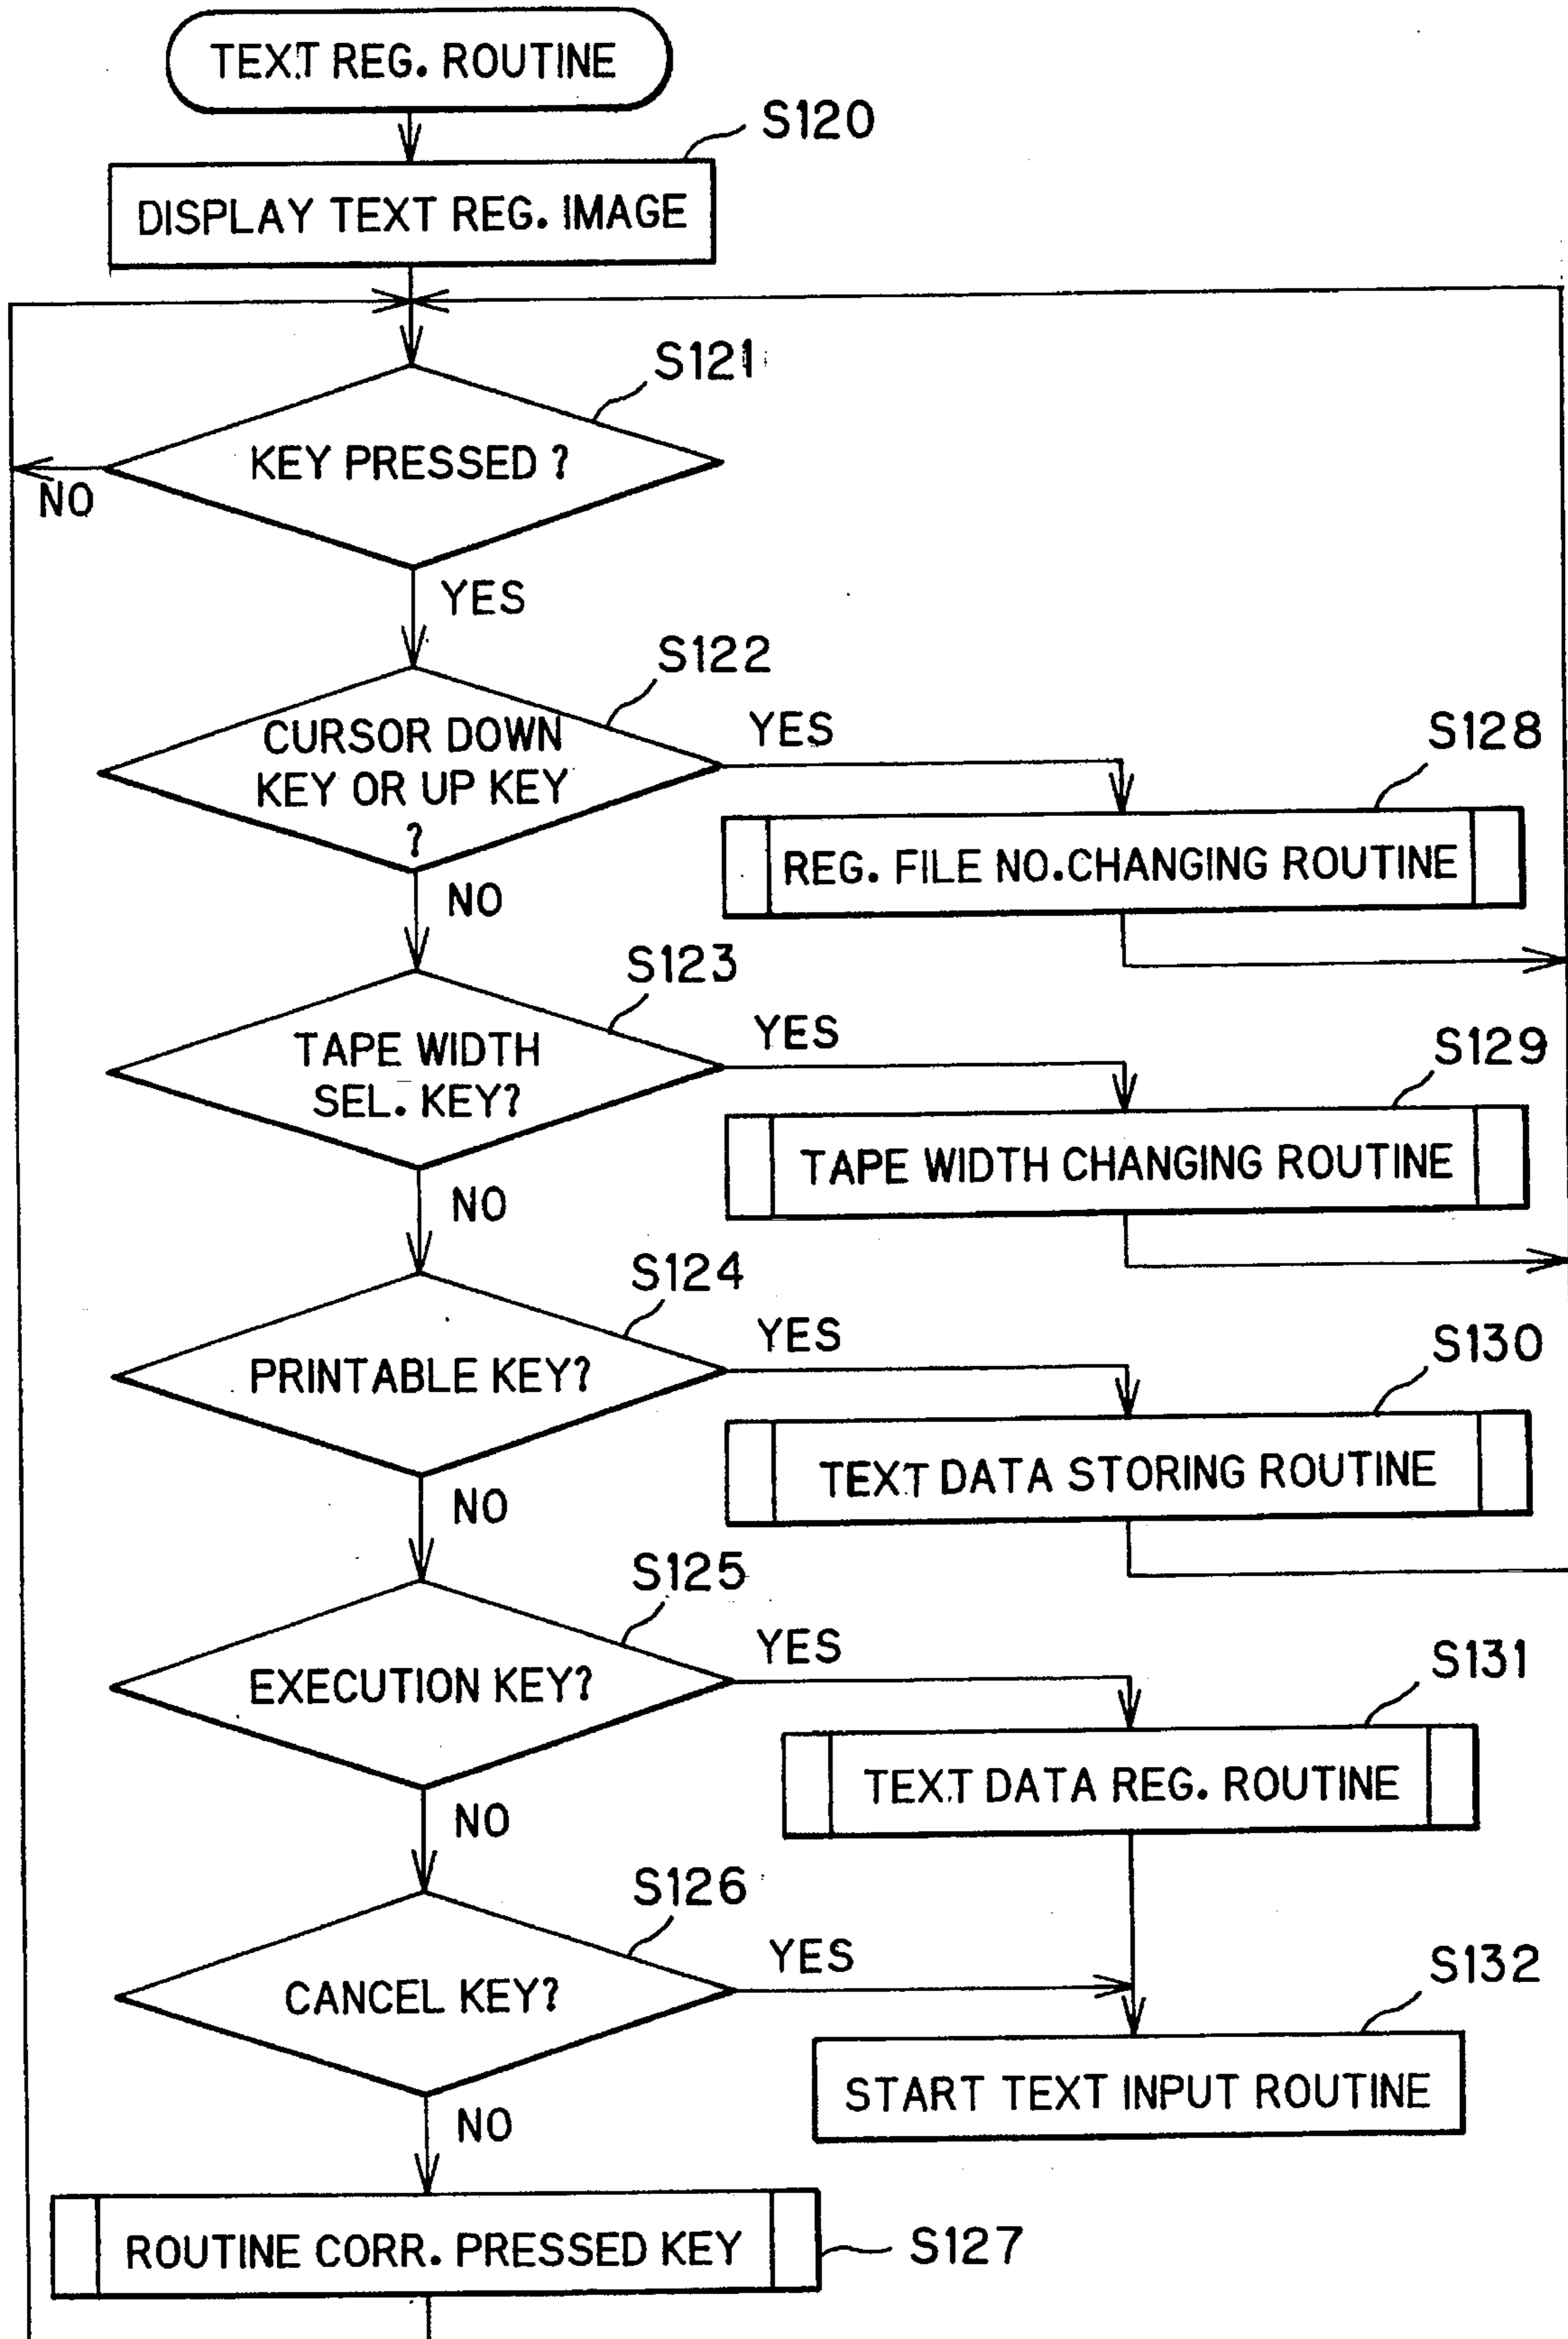 TEXT REG. ROUTINE
S120
DISPLAY TEXT REG. IMAGE
S121
KEY PRESSED ?
NO
YES
S122
CURSOR DOWN
KEY OR UP KEY
?
YES
S128
REG. FILE NO.CHANGING ROUTINE
NO
S123
TAPE WIDTH
SEL. KEY?
YES
S129
TAPE WIDTH CHANGING ROUTINE
NO
S124
PRINTABLE KEY?
YES
S130
TEXT DATA STORING ROUTINE
NO
S125
EXECUTION KEY?
YES
S131
TEXT DATA REG. ROUTINE
NO
S126
CANCEL KEY?
YES
S132
START TEXT INPUT ROUTINE
NO
ROUTINE CORR. PRESSED KEY
S127